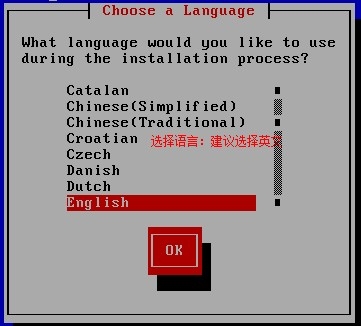 Choose a Language
What language would you like to use
during the installation process?
Catalan
Chinese(Simplified)
Chinese(Traditional)
Croatian
选择语言：建议选择英文
Czech
Danish
Dutch
English
OK